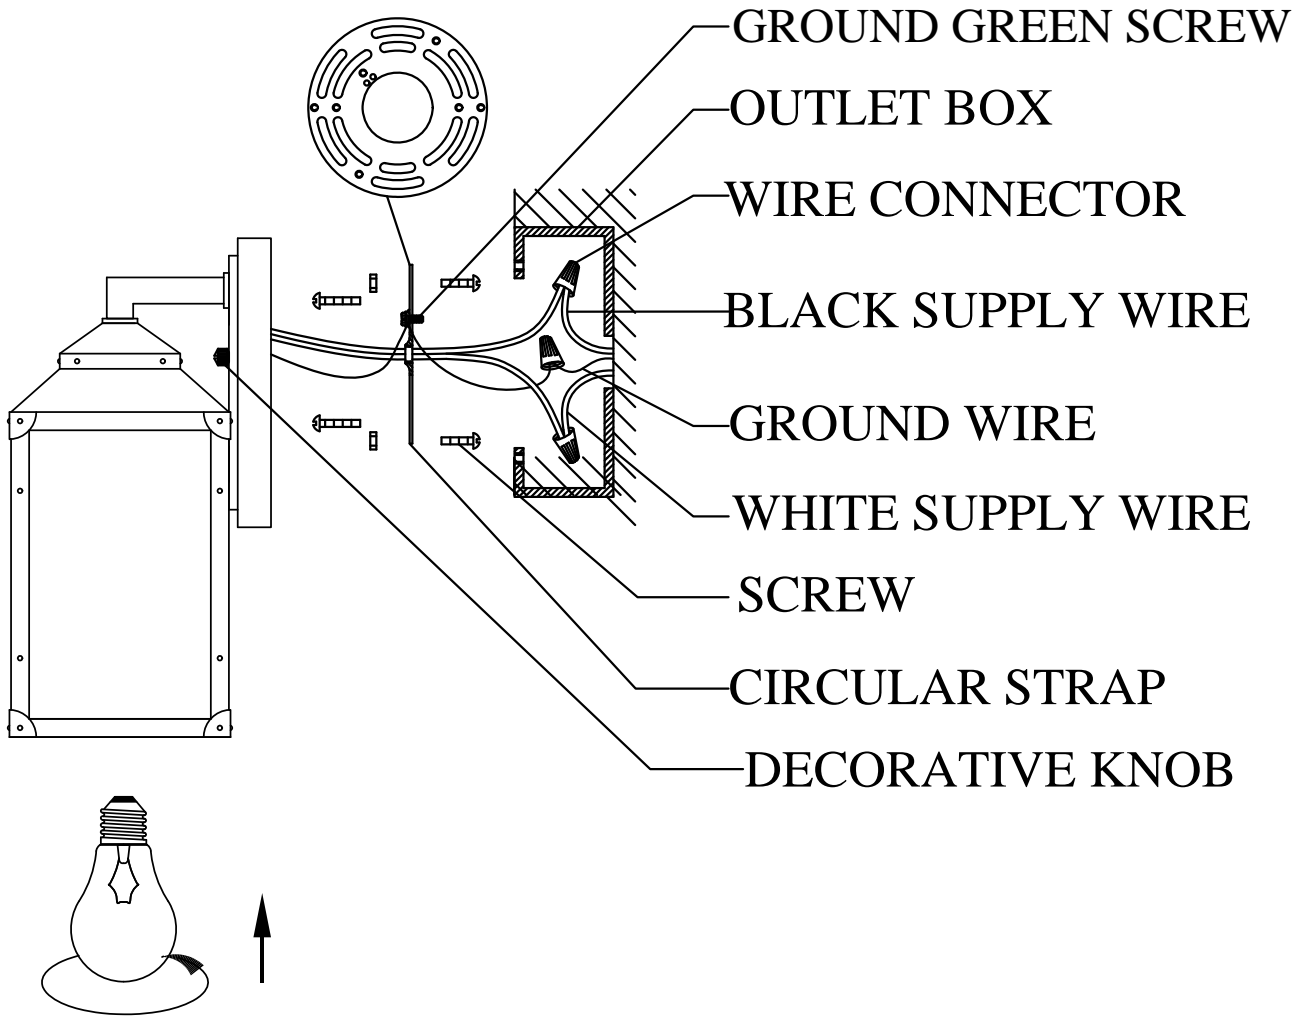 GROUND GREEN SCREW
OUTLET BOX
WIRE CONNECTOR
BLACK SUPPLY WIRE
GROUND WIRE
WHITE SUPPLY WIRE
SCREW
CIRCULAR STRAP
DECORATIVE KNOB